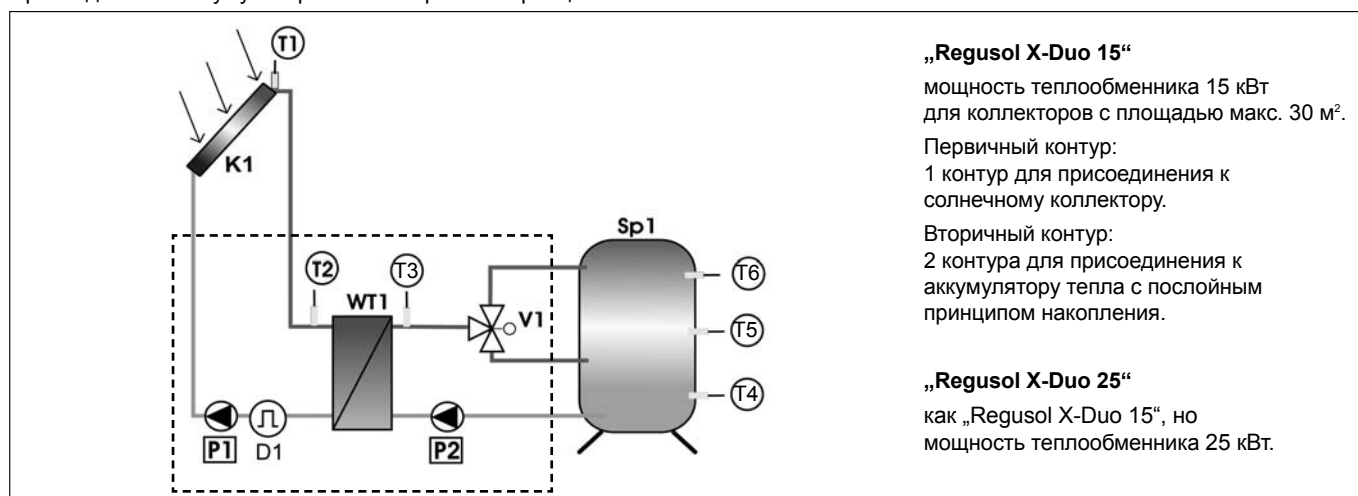 T1
K1
Sp1
T2
T3
T6
WT1
V1
T5
T4
P1
D1
P2
„Regusol X-Duo 15“
мощность теплообменника 15 кВт
для коллекторов с площадью макс. 30 м².
Первичный контур:
1 контур для присоединения к
солнечному коллектору.
Вторичный контур:
2 контура для присоединения к
аккумулятору тепла с послойным
принципом накопления.
„Regusol X-Duo 25“
как „Regusol X-Duo 15“, но
мощность теплообменника 25 кВт.